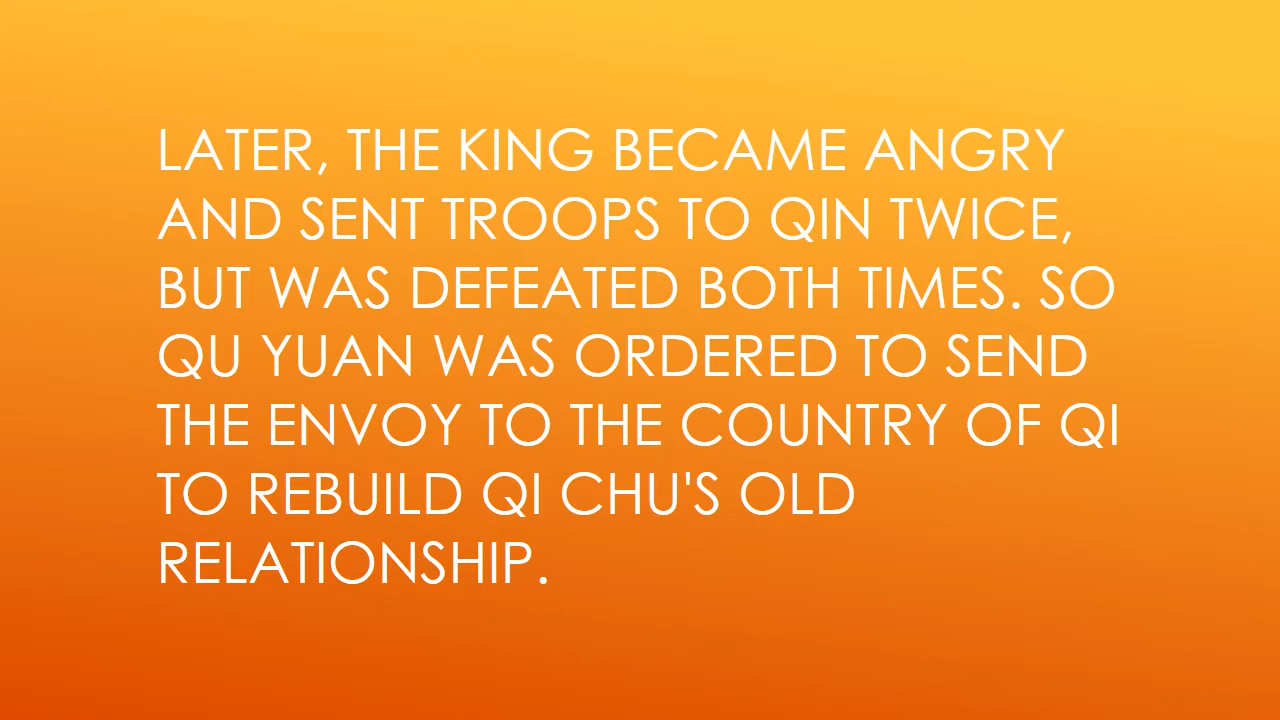 LATER, THE KING BECAME ANGRY
AND SENT TROOPS TO QIN TWICE,
BUT WAS DEFEATED BOTH TIMES. SO
QU YUAN WAS ORDERED TO SEND
THE ENVOY TO THE COUNTRY OF QI
TO REBUILD QI CHU'S OLD
RELATIONSHIP.